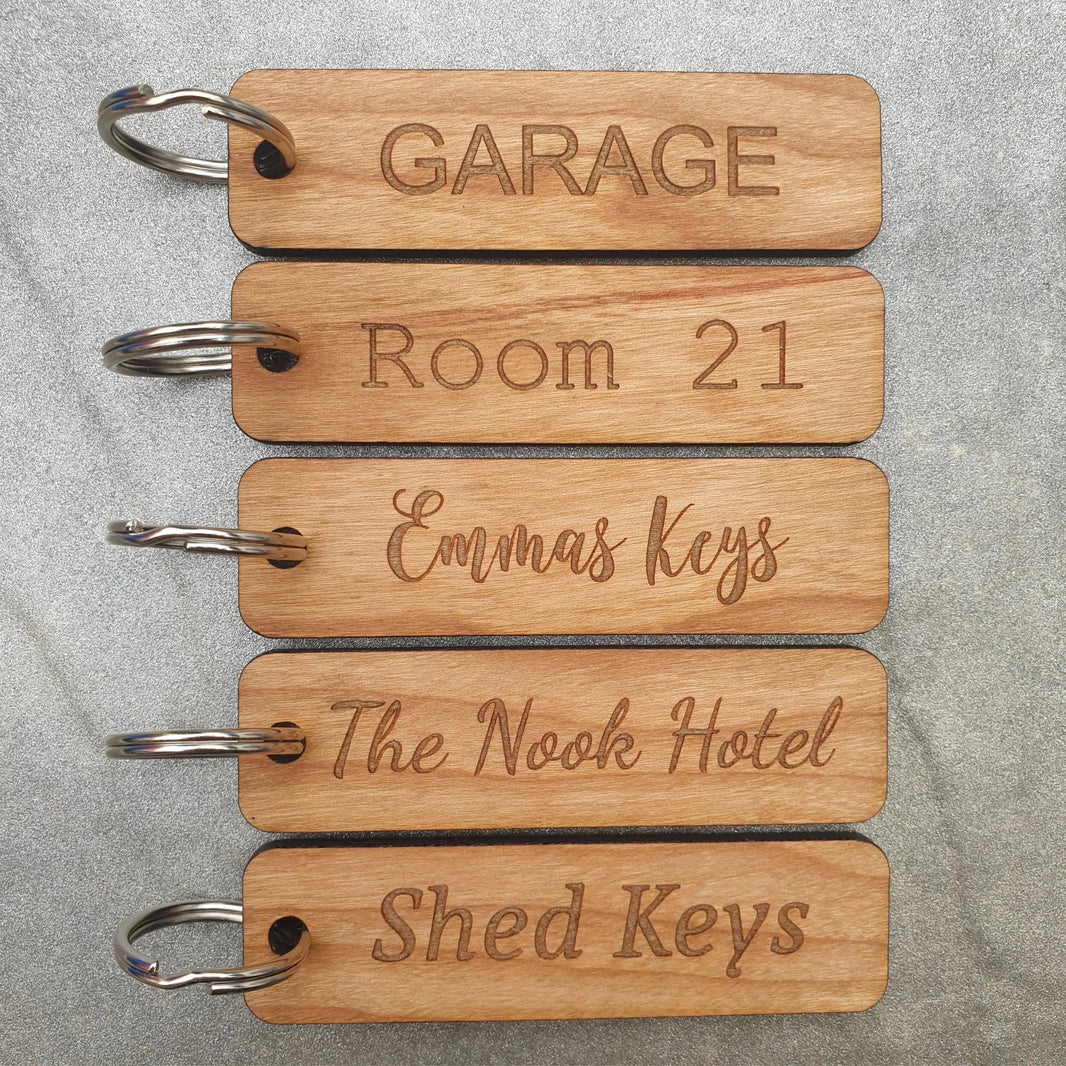 GARAGE
Room 21
Emmas Keys
The Nook Hotel
Shed Keys